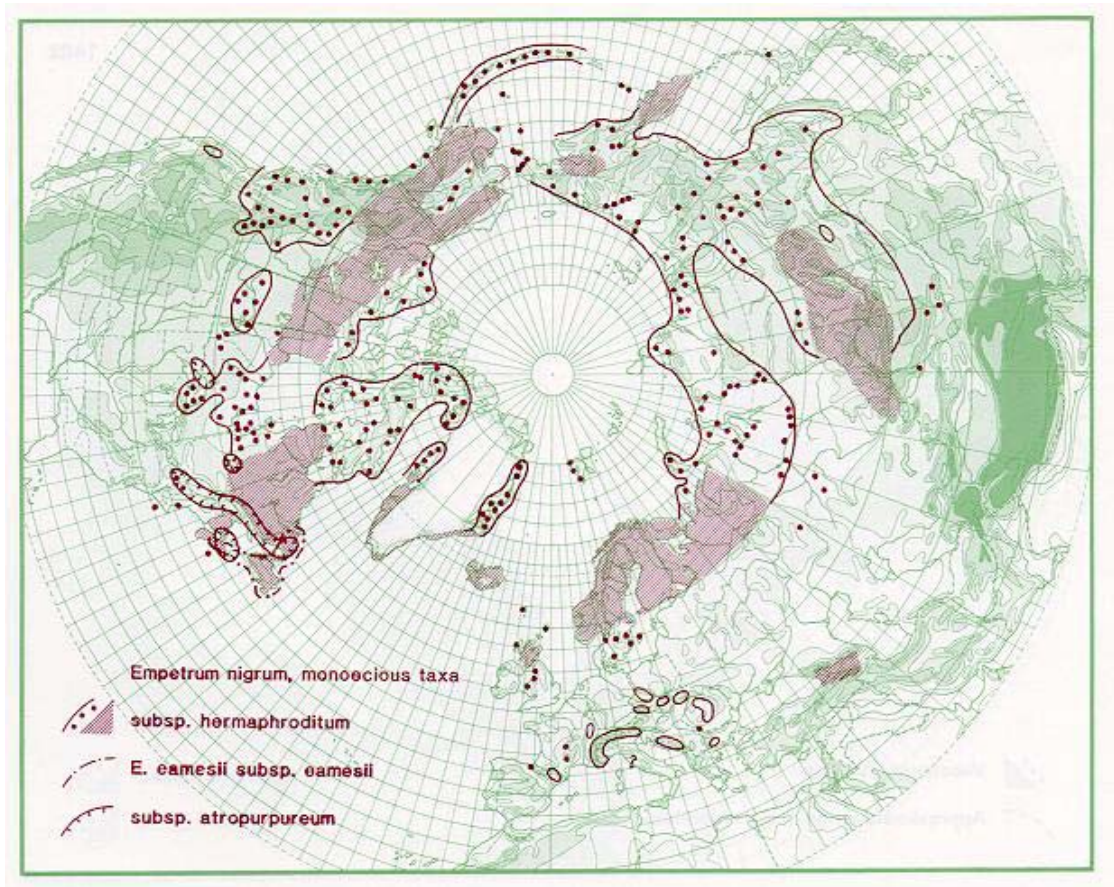 Empetrum nigrum, monoecious taxa
subsp. hermaphroditum
E. eamesii subsp. eamesii
subsp. atropurpureum
?